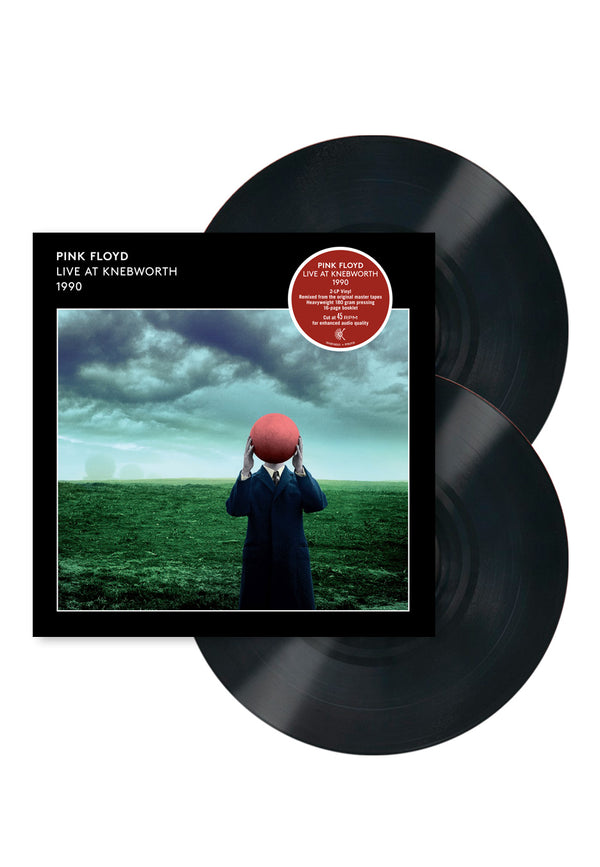 PINK FLOYD
LIVE AT KNEBWORTH
1990
PINK FLOYD
LIVE AT KNEBWORTH
1990
2-LP Vinyl
Remixed from the original master tapes
Heavyweight 180 gram pressing
16-page booklet
Cut at 45 RPM
for enhanced audio quality